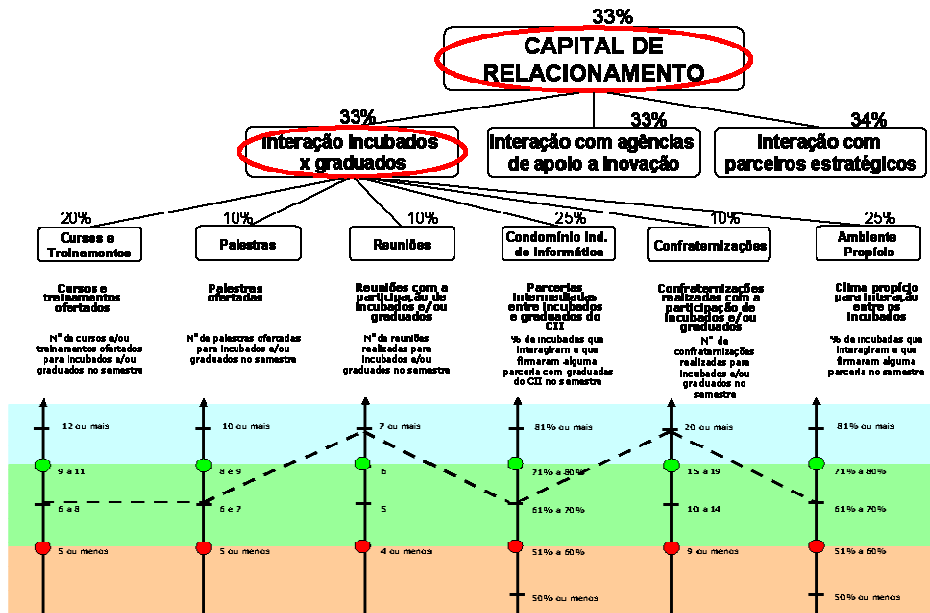 33%
CAPITAL DE
RELACIONAMENTO
33%
Interação Incubados
x graduados
33%
Interação com agências
de apoio a Inovação
34%
Interação com
parceiros estratégicos
20%
Cursos e
Treinamentos
10%
Palestras
10%
Reuniões
25%
Condomínio Ind.
de Informática
10%
Confraternizações
25%
Ambiente
Propício
Cursos e
treinamentos
ofertados
N° de cursos e/ou
treinamentos ofertados
para incubados e/ou
graduados no semestre
Palestras
ofertadas
N° de palestras ofertadas
para incubados e/ou
graduados no semestre
Reuniões com a
participação de
incubados e/ou
graduados
N° de reuniões
realizadas para
incubados e/ou
graduados no semestre
Parcerias
intermediadas
entre incubados
e graduados do
CII
% de incubadas que
interagiram e que
firmaram alguma
parceria com graduadas
do CII no semestre
Confraternizações
realizadas com a
participação de
incubados e/ou
graduados
N° de
confraternizações
realizadas para
incubados e/ou
graduados no
semestre
Clima propício
para interação
entre os
incubados
% de incubadas que
interagiram e que
firmaram alguma
parceria no semestre
12 ou mais
9 a 11
6 a 8
5 ou menos
10 ou mais
8 e 9
6 e 7
5 ou menos
7 ou mais
6
5
4 ou menos
81% ou mais
71% a 80%
61% a 70%
51% a 60%
50% ou menos
20 ou mais
15 a 19
10 a 14
9 ou menos
81% ou mais
71% a 80%
61% a 70%
51% a 60%
50% ou menos